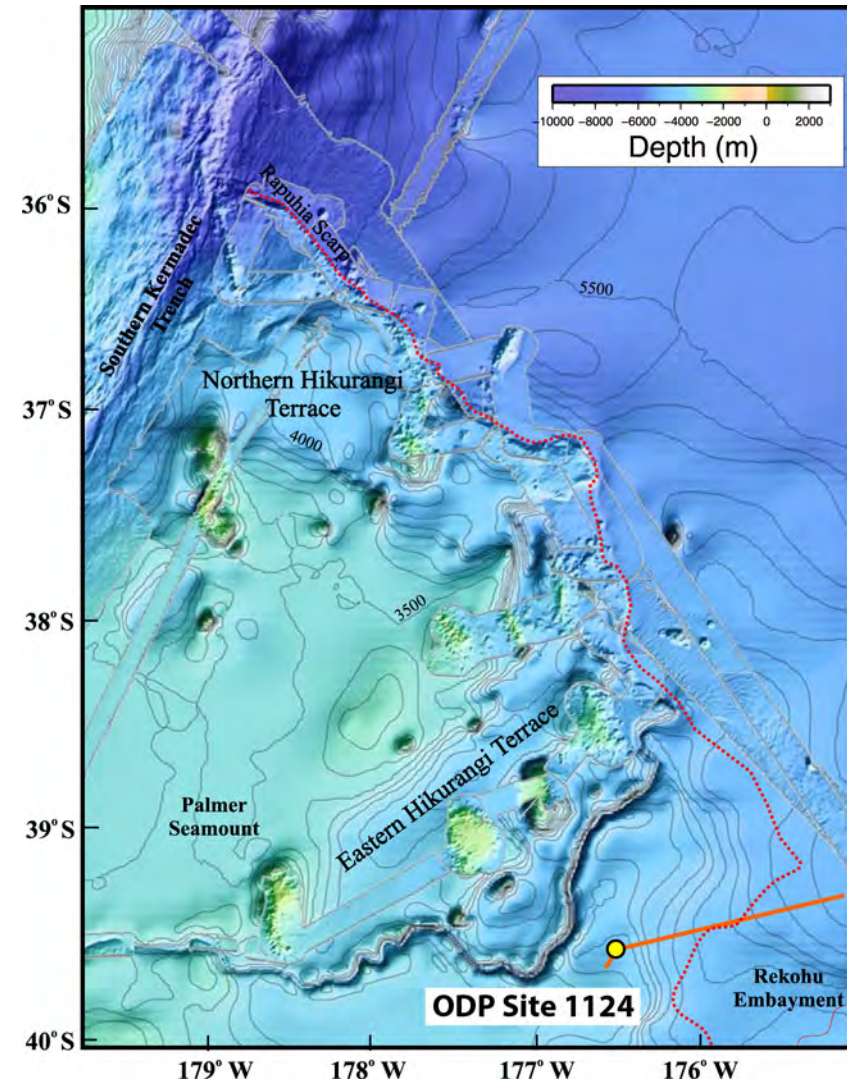 -10000 -8000 -6000 -4000 -2000 0 2000
Depth (m)
36° S
Rapuhia Scarp
Southern Kermadec
Trench
5500
Northern Hikurangi
Terrace
37° S
4000
3500
38° S
Eastern Hikurangi Terrace
Palmer
Seamount
39° S
ODP Site 1124
Rekohu
Embayment
40° S
179° W 178° W 177° W 176° W